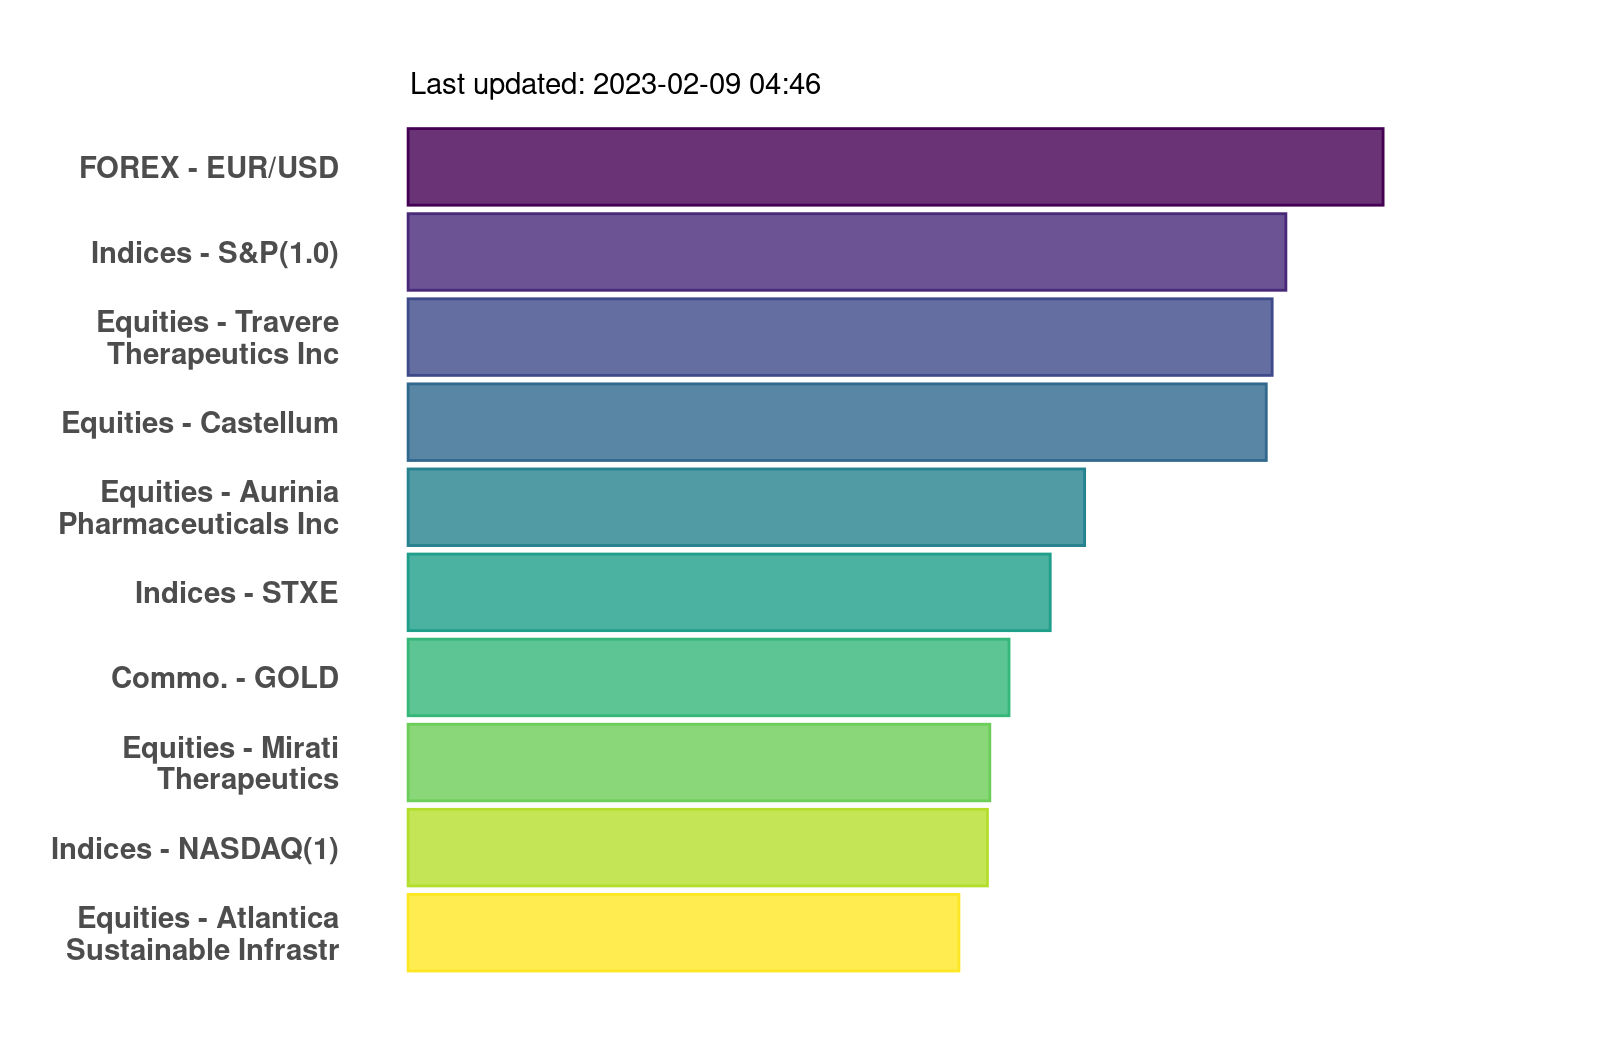 Last updated: 2023-02-09 04:46
FOREX - EUR/USD
Indices - S&P(1.0)
Equities - Travere
Therapeutics Inc
Equities - Castellum
Equities - Aurinia
Pharmaceuticals Inc
Indices - STXE
Commo. - GOLD
Equities - Mirati
Therapeutics
Indices - NASDAQ(1)
Equities - Atlantica
Sustainable Infrastr